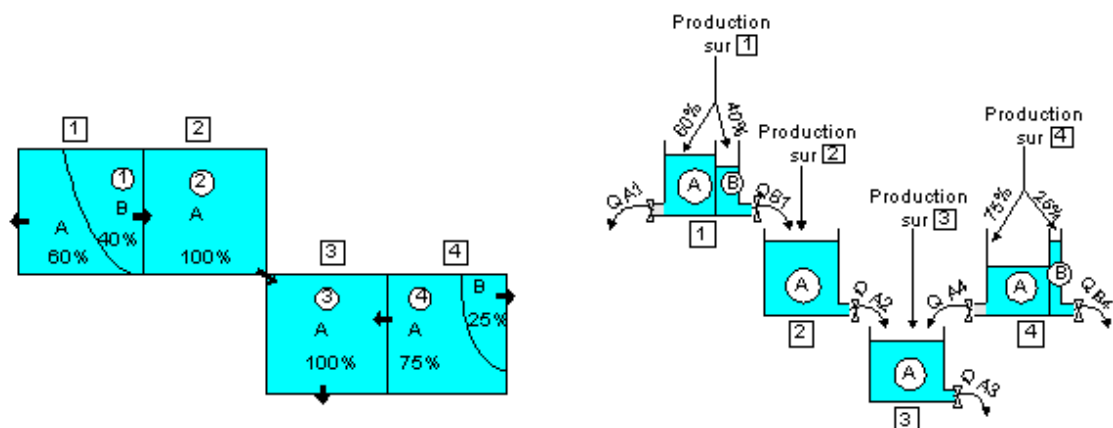 1
2
1
2
B
A
A
40%
60%
100%
3
4
B
3
4
25%
A
A
100%
75%
Production
sur 1
60%
40%
Production
sur 2
Production
sur 4
A
B
QA1
QB1
1
Production
sur 3
75%
25%
A
Q A2
2
Q A4
A
B
QB4
4
A
Q A3
3